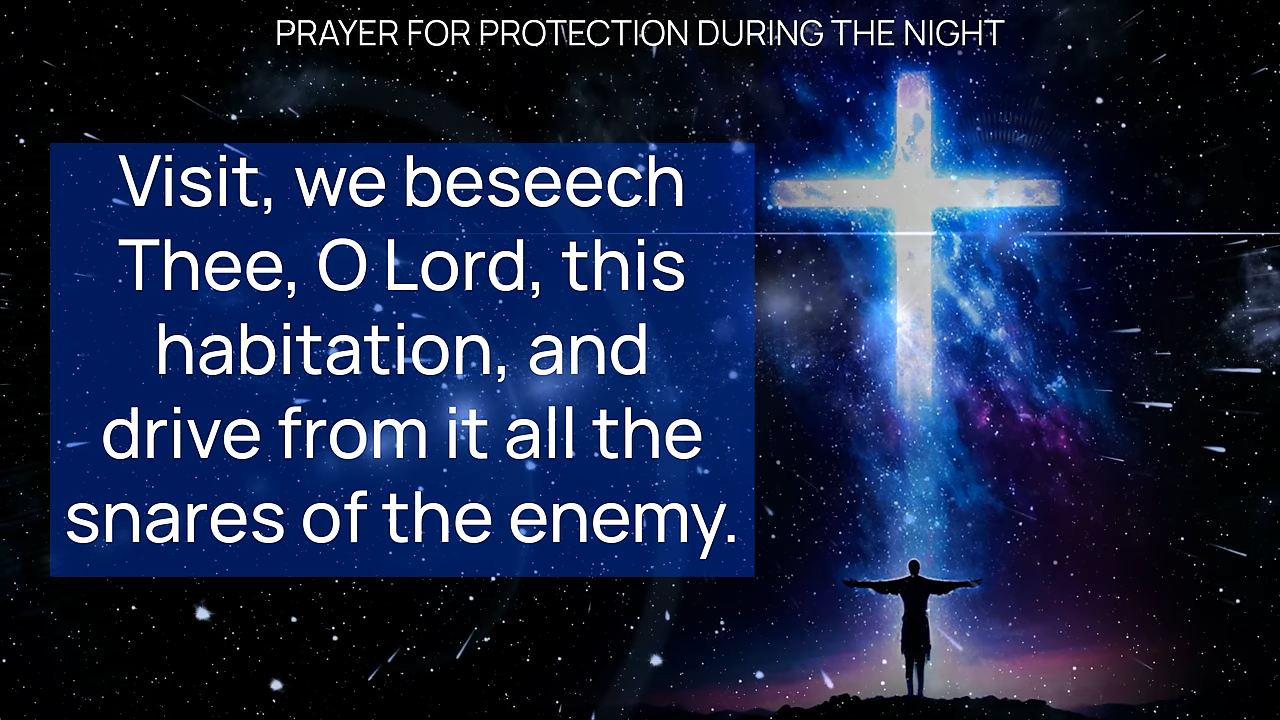 PRAYER FOR PROTECTION DURING THE NIGHT
Visit, we beseech
Thee, O Lord, this
habitation, and
drive from it all the
snares of the enemy.